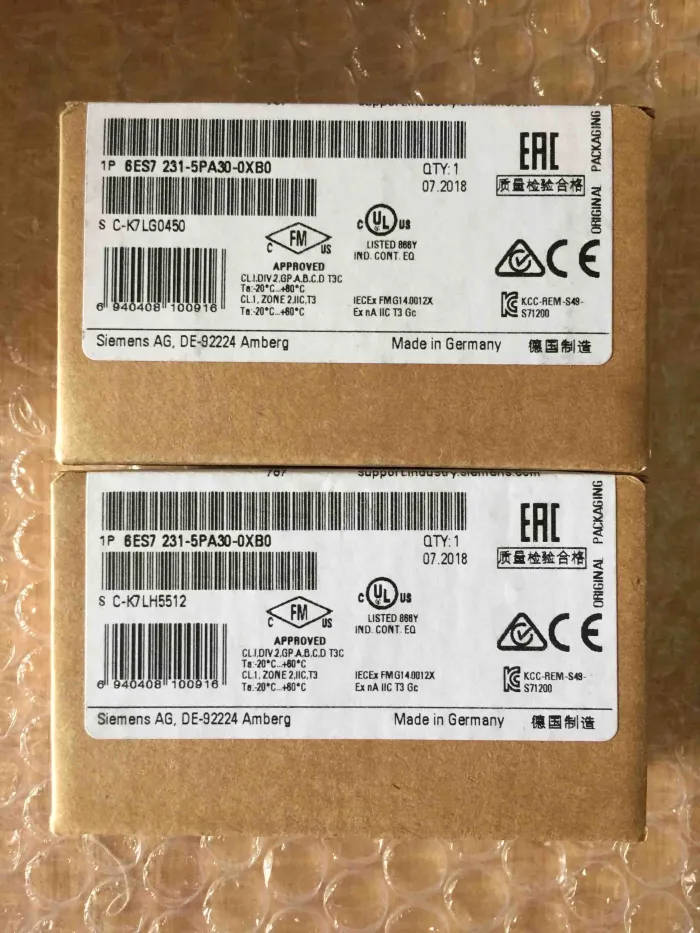 1P 6ES7 231-5PA30-0XB0
QTY: 1
07.2018
S C-K7LG0450
EAC
质量检验合格
ORIGINAL PACKAGING
C FM US
APPROVED
CL.I,DIV.2,GP.A,B,C,D T3C
Ta:-20°C...+60°C
CL.1, ZONE 2,IIC,T3
Ta:-20°C...+60°C
C UL US
LISTED 866Y
IND. CONT. EQ.
IECEx FMG14.0012X
Ex nA IIC T3 Gc
CE
KCC-REM-S49-
S71200
6 940408 100916
Siemens AG, DE-92224 Amberg
Made in Germany
德国制造
support.industry.siemens.com
1P 6ES7 231-5PA30-0XB0
QTY: 1
07.2018
S C-K7LH5512
EAC
质量检验合格
ORIGINAL PACKAGING
C FM US
APPROVED
CL.I,DIV.2,GP.A,B,C,D T3C
Ta:-20°C...+60°C
CL.1, ZONE 2,IIC,T3
Ta:-20°C...+60°C
C UL US
LISTED 866Y
IND. CONT. EQ
IECEx FMG14.0012X
Ex nA IIC T3 Gc
CE
KCC-REM-S49-
S71200
6 940408 100916
Siemens AG, DE-92224 Amberg
Made in Germany
德国制造